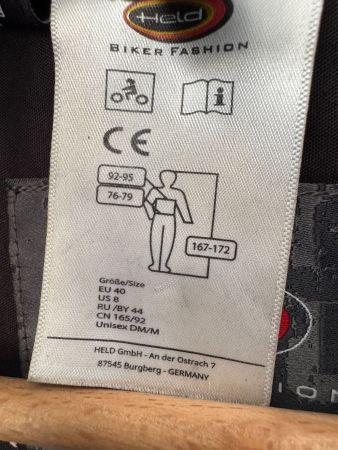 Held
BIKER FASHION
i
CE
92-95
76-79
167-172
Größe/Size
EU 40
US 8
RU /BY 44
CN 165/92
Unisex DM/M
HELD GmbH - An der Ostrach 7
87545 Burgberg - GERMANY
ION